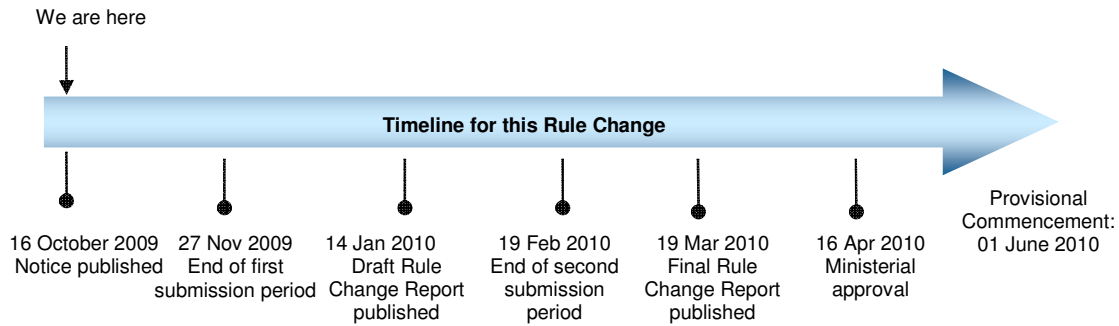 We are here
Timeline for this Rule Change
16 October 2009
Notice published
27 Nov 2009
End of first
submission period
14 Jan 2010
Draft Rule
Change Report
published
19 Feb 2010
End of second
submission
period
19 Mar 2010
Final Rule
Change Report
published
16 Apr 2010
Ministerial
approval
Provisional
Commencement:
01 June 2010